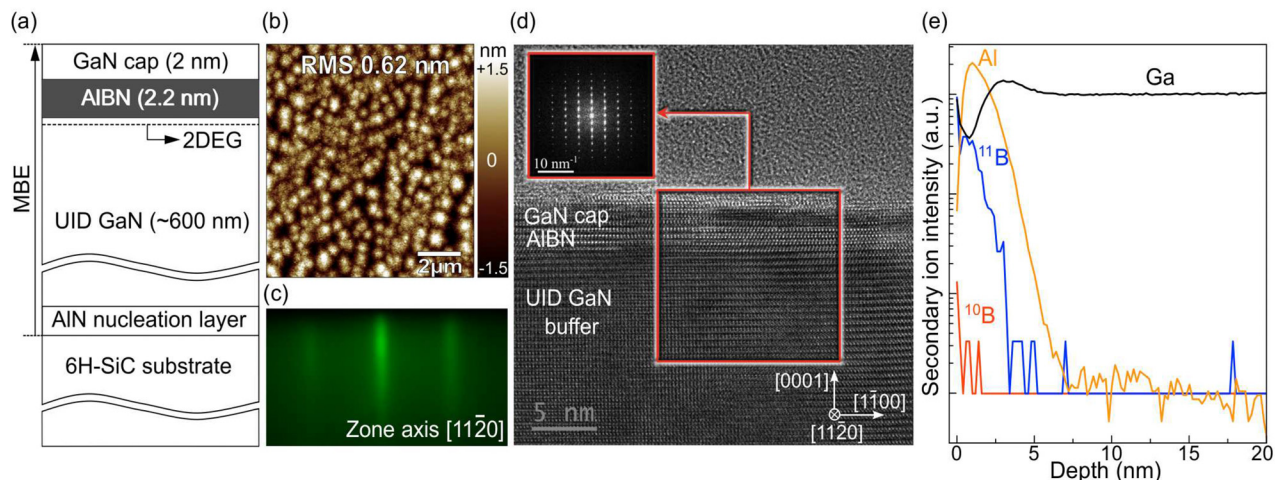 (a)
GaN cap (2 nm)
AlBN (2.2 nm)
2DEG
MBE
UID GaN (~600 nm)
AlN nucleation layer
6H-SiC substrate
(b)
RMS 0.62 nm
2μm
nm
+1.5
0
-1.5
(c)
Zone axis [112̄0]
(d)
10 nm⁻¹
GaN cap
AlBN
UID GaN
buffer
5 nm
[0001]
[11̄00]
[112̄0]
(e)
Secondary ion intensity (a.u.)
Al
Ga
¹¹B
¹⁰B
0 5 10 15 20
Depth (nm)